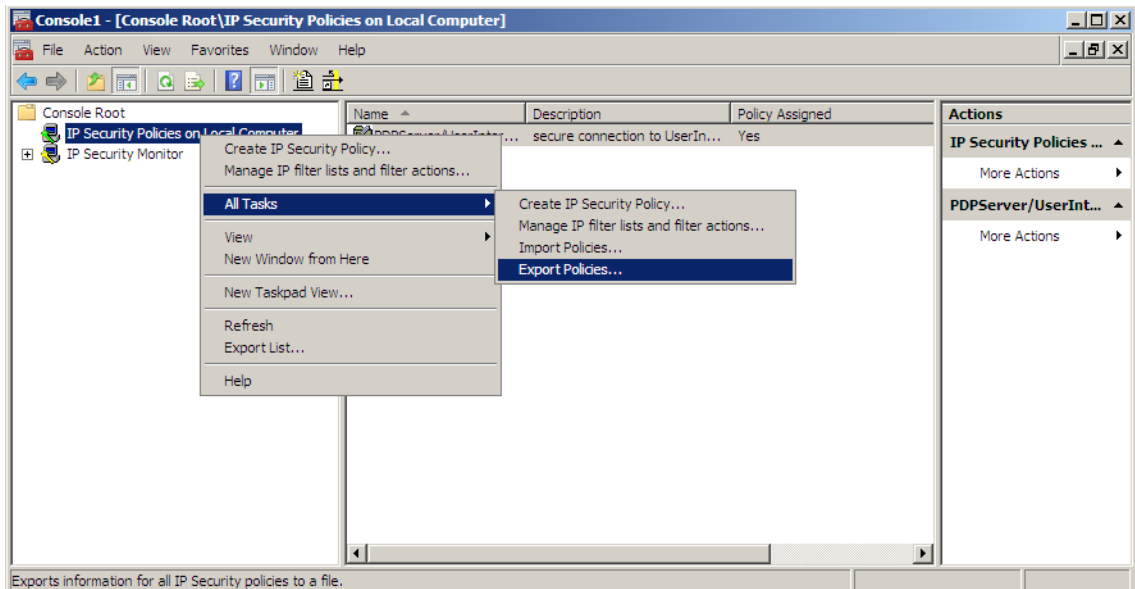 Console1 - [Console Root\IP Security Policies on Local Computer]
File Action View Favorites Window Help
Console Root
IP Security Policies on Local Computer
IP Security Monitor
Name Description Policy Assigned
PDPServer/UserInter... secure connection to UserIn... Yes
Create IP Security Policy...
Manage IP filter lists and filter actions...
All Tasks
View
New Window from Here
New Taskpad View...
Refresh
Export List...
Help
Create IP Security Policy...
Manage IP filter lists and filter actions...
Import Policies...
Export Policies...
Actions
IP Security Policies ...
More Actions
PDPServer/UserInt...
More Actions
Exports information for all IP Security policies to a file.